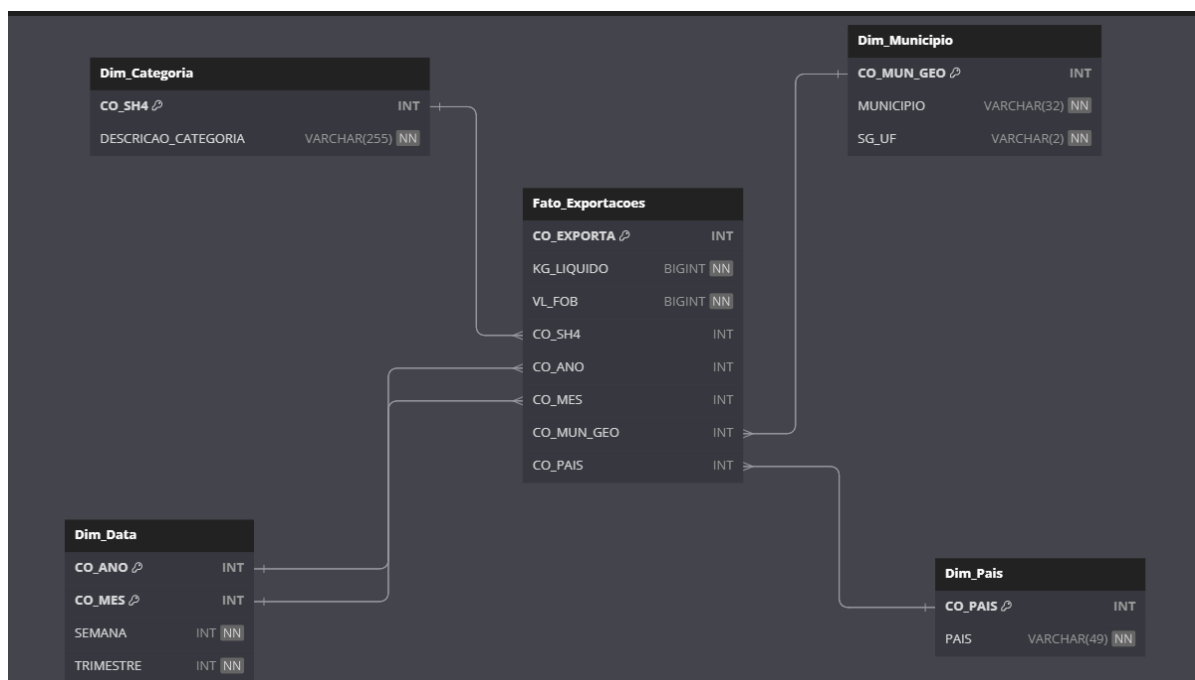 Dim_Categoria
CO_SH4 INT
DESCRICAO_CATEGORIA VARCHAR(255) NN
Dim_Municipio
CO_MUN_GEO INT
MUNICIPIO VARCHAR(32) NN
SG_UF VARCHAR(2) NN
Fato_Exportacoes
CO_EXPORTA INT
KG_LIQUIDO BIGINT NN
VL_FOB BIGINT NN
CO_SH4 INT
CO_ANO INT
CO_MES INT
CO_MUN_GEO INT
CO_PAIS INT
Dim_Data
CO_ANO INT
CO_MES INT
SEMANA INT NN
TRIMESTRE INT NN
Dim_Pais
CO_PAIS INT
PAIS VARCHAR(49) NN